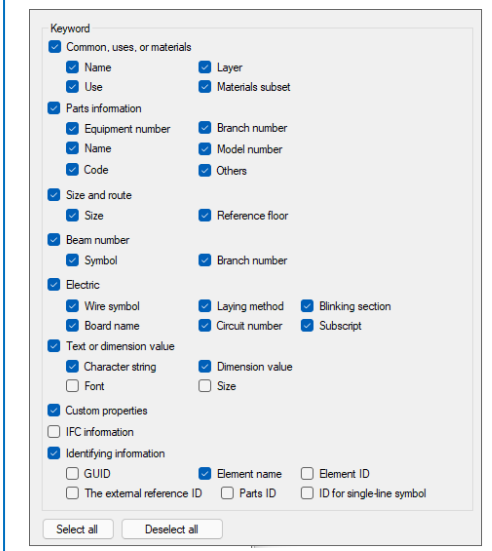 Keyword
Common, uses, or materials
Name Layer
Use Materials subset
Parts information
Equipment number Branch number
Name Model number
Code Others
Size and route
Size Reference floor
Beam number
Symbol Branch number
Electric
Wire symbol Laying method Blinking section
Board name Circuit number Subscript
Text or dimension value
Character string Dimension value
Font Size
Custom properties
IFC information
Identifying information
GUID Element name Element ID
The external reference ID Parts ID ID for single-line symbol
Select all Deselect all